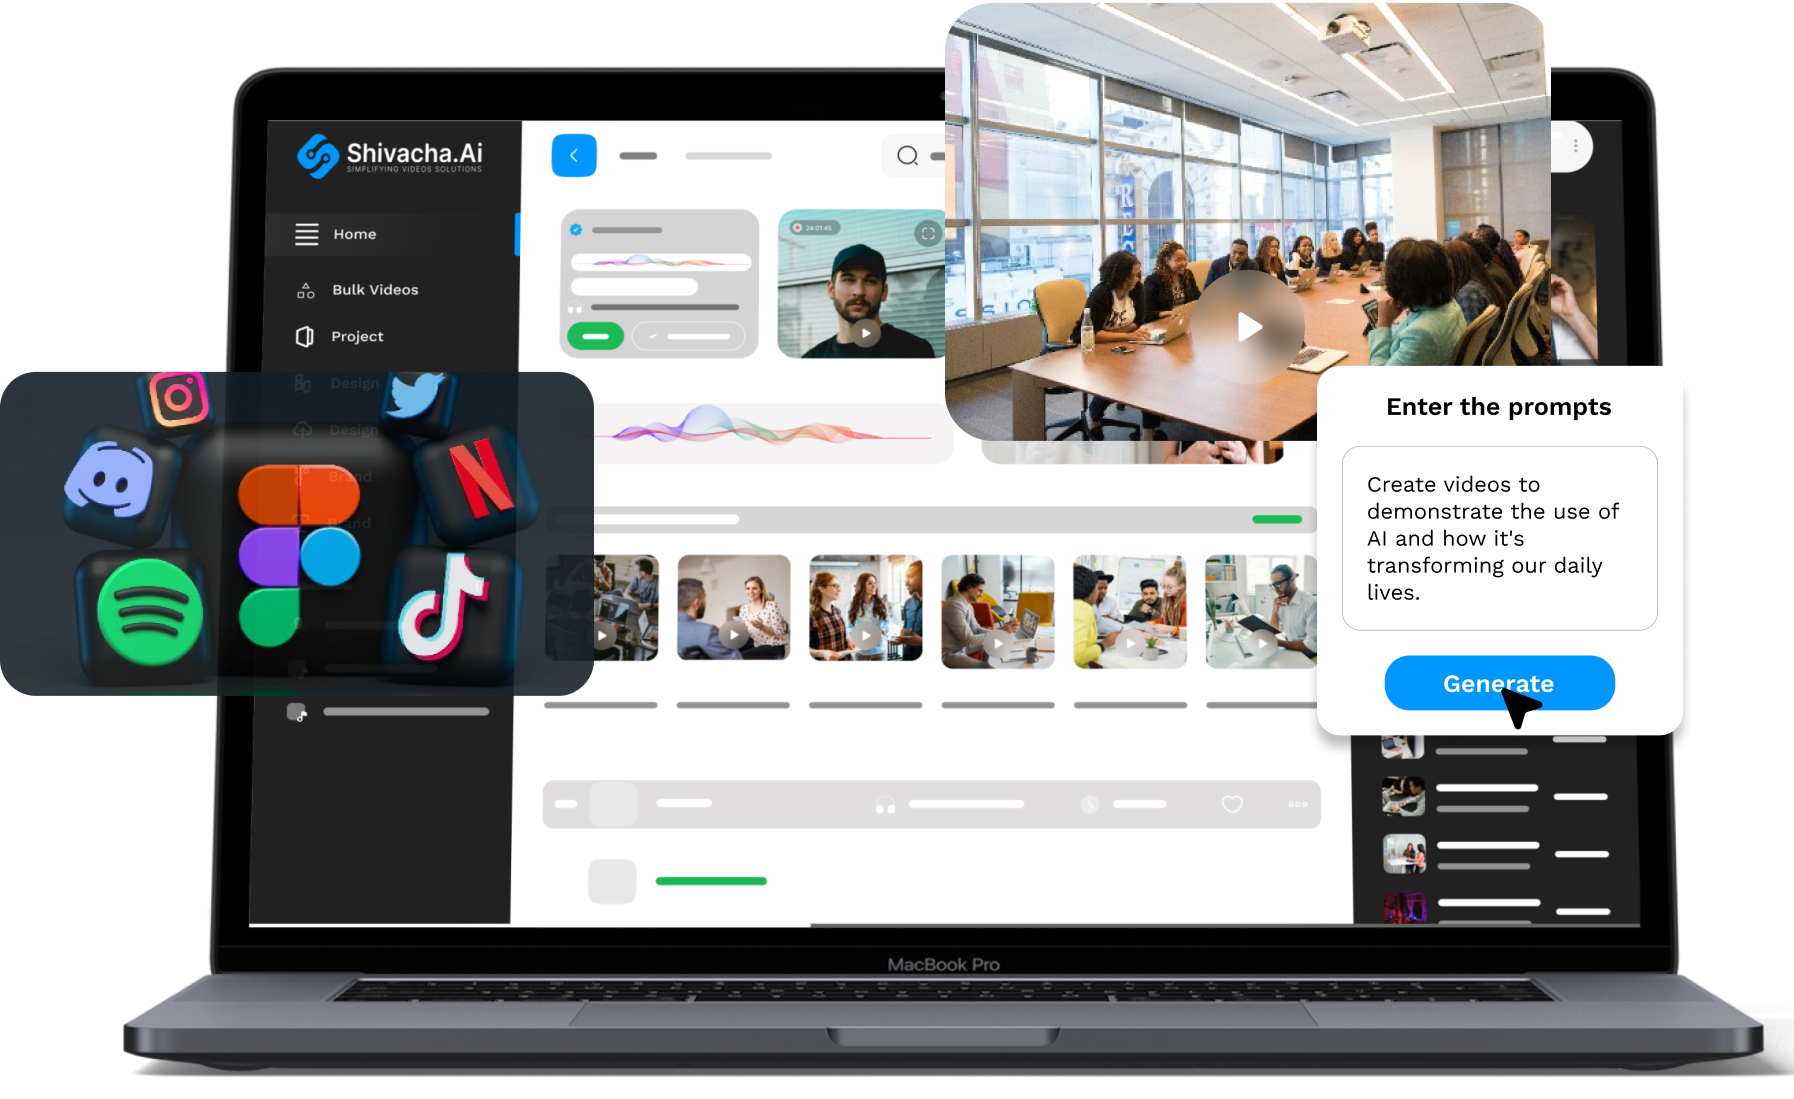 Shivacha.Ai
SIMPLIFYING VIDEOS SOLUTIONS
Home
Bulk Videos
Project
Design
Design
Brand
Brand
24:01:45
Enter the prompts
Create videos to
demonstrate the use of
AI and how it's
transforming our daily
lives.
Generate
MacBook Pro